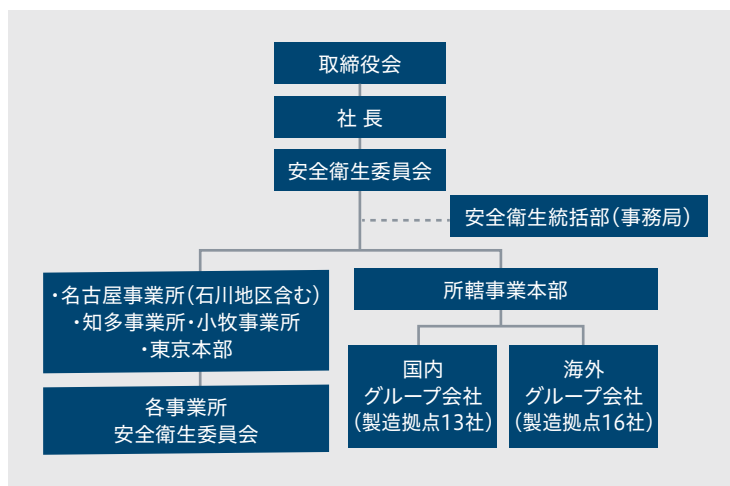 取締役会
社 長
安全衛生委員会
安全衛生統括部(事務局)
・名古屋事業所(石川地区含む)
・知多事業所・小牧事業所
・東京本部
各事業所
安全衛生委員会
所轄事業本部
国内
グループ会社
(製造拠点13社)
海外
グループ会社
(製造拠点16社)